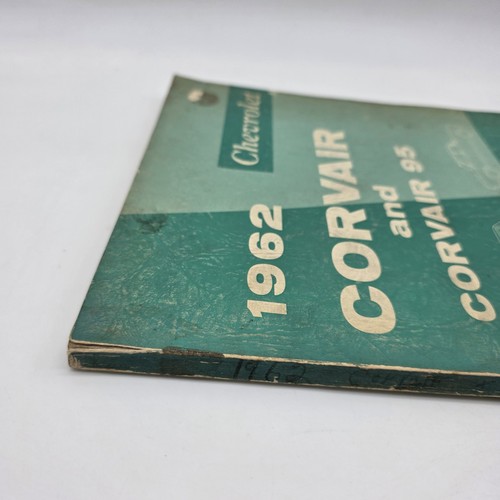 Chevrolet
1962
CORVAIR
and
CORVAIR 95
1962